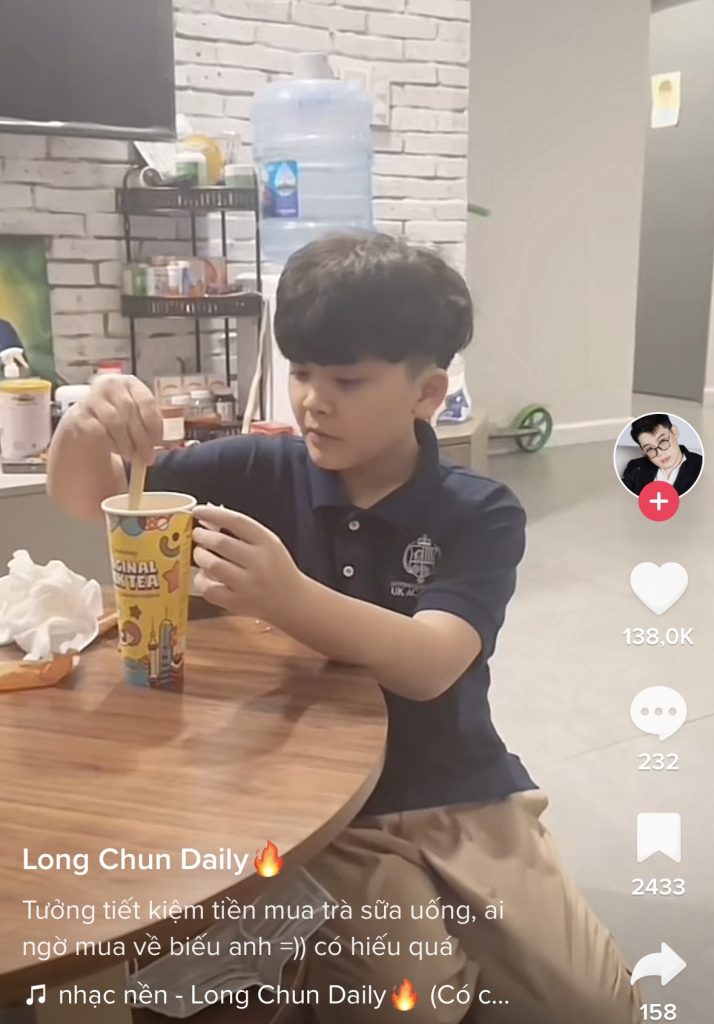 MILK TEA
UK AC
138,0K
232
2433
Long Chun Daily🔥
Tưởng tiết kiệm tiền mua trà sữa uống, ai
ngờ mua về biếu anh =)) có hiếu quá
♫ nhạc nền - Long Chun Daily🔥 (Có c...
158